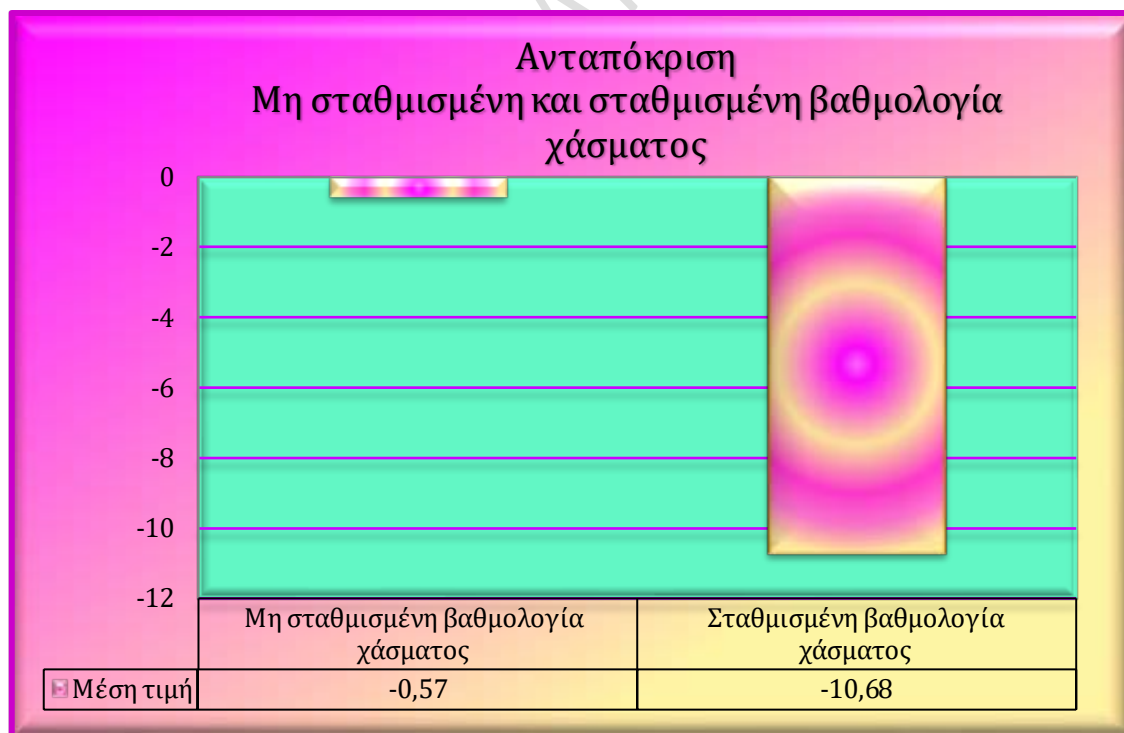 Ανταπόκριση
Μη σταθμισμένη και σταθμισμένη βαθμολογία
χάσματος
0
-2
-4
-6
-8
-10
-12
Μη σταθμισμένη βαθμολογία
χάσματος
Σταθμισμένη βαθμολογία
χάσματος
Μέση τιμή -0,57 -10,68